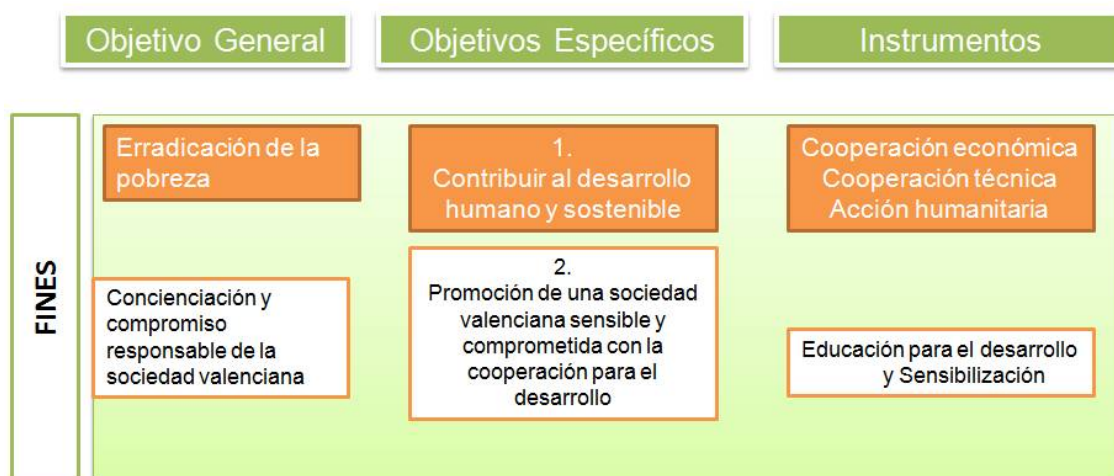 Objetivo General
Objetivos Específicos
Instrumentos
FINES
Erradicación de la
pobreza
1.
Contribuir al desarrollo
humano y sostenible
Cooperación económica
Cooperación técnica
Acción humanitaria
Concienciación y
compromiso
responsable de la
sociedad valenciana
2.
Promoción de una sociedad
valenciana sensible y
comprometida con la
cooperación para el
desarrollo
Educación para el desarrollo
y Sensibilización